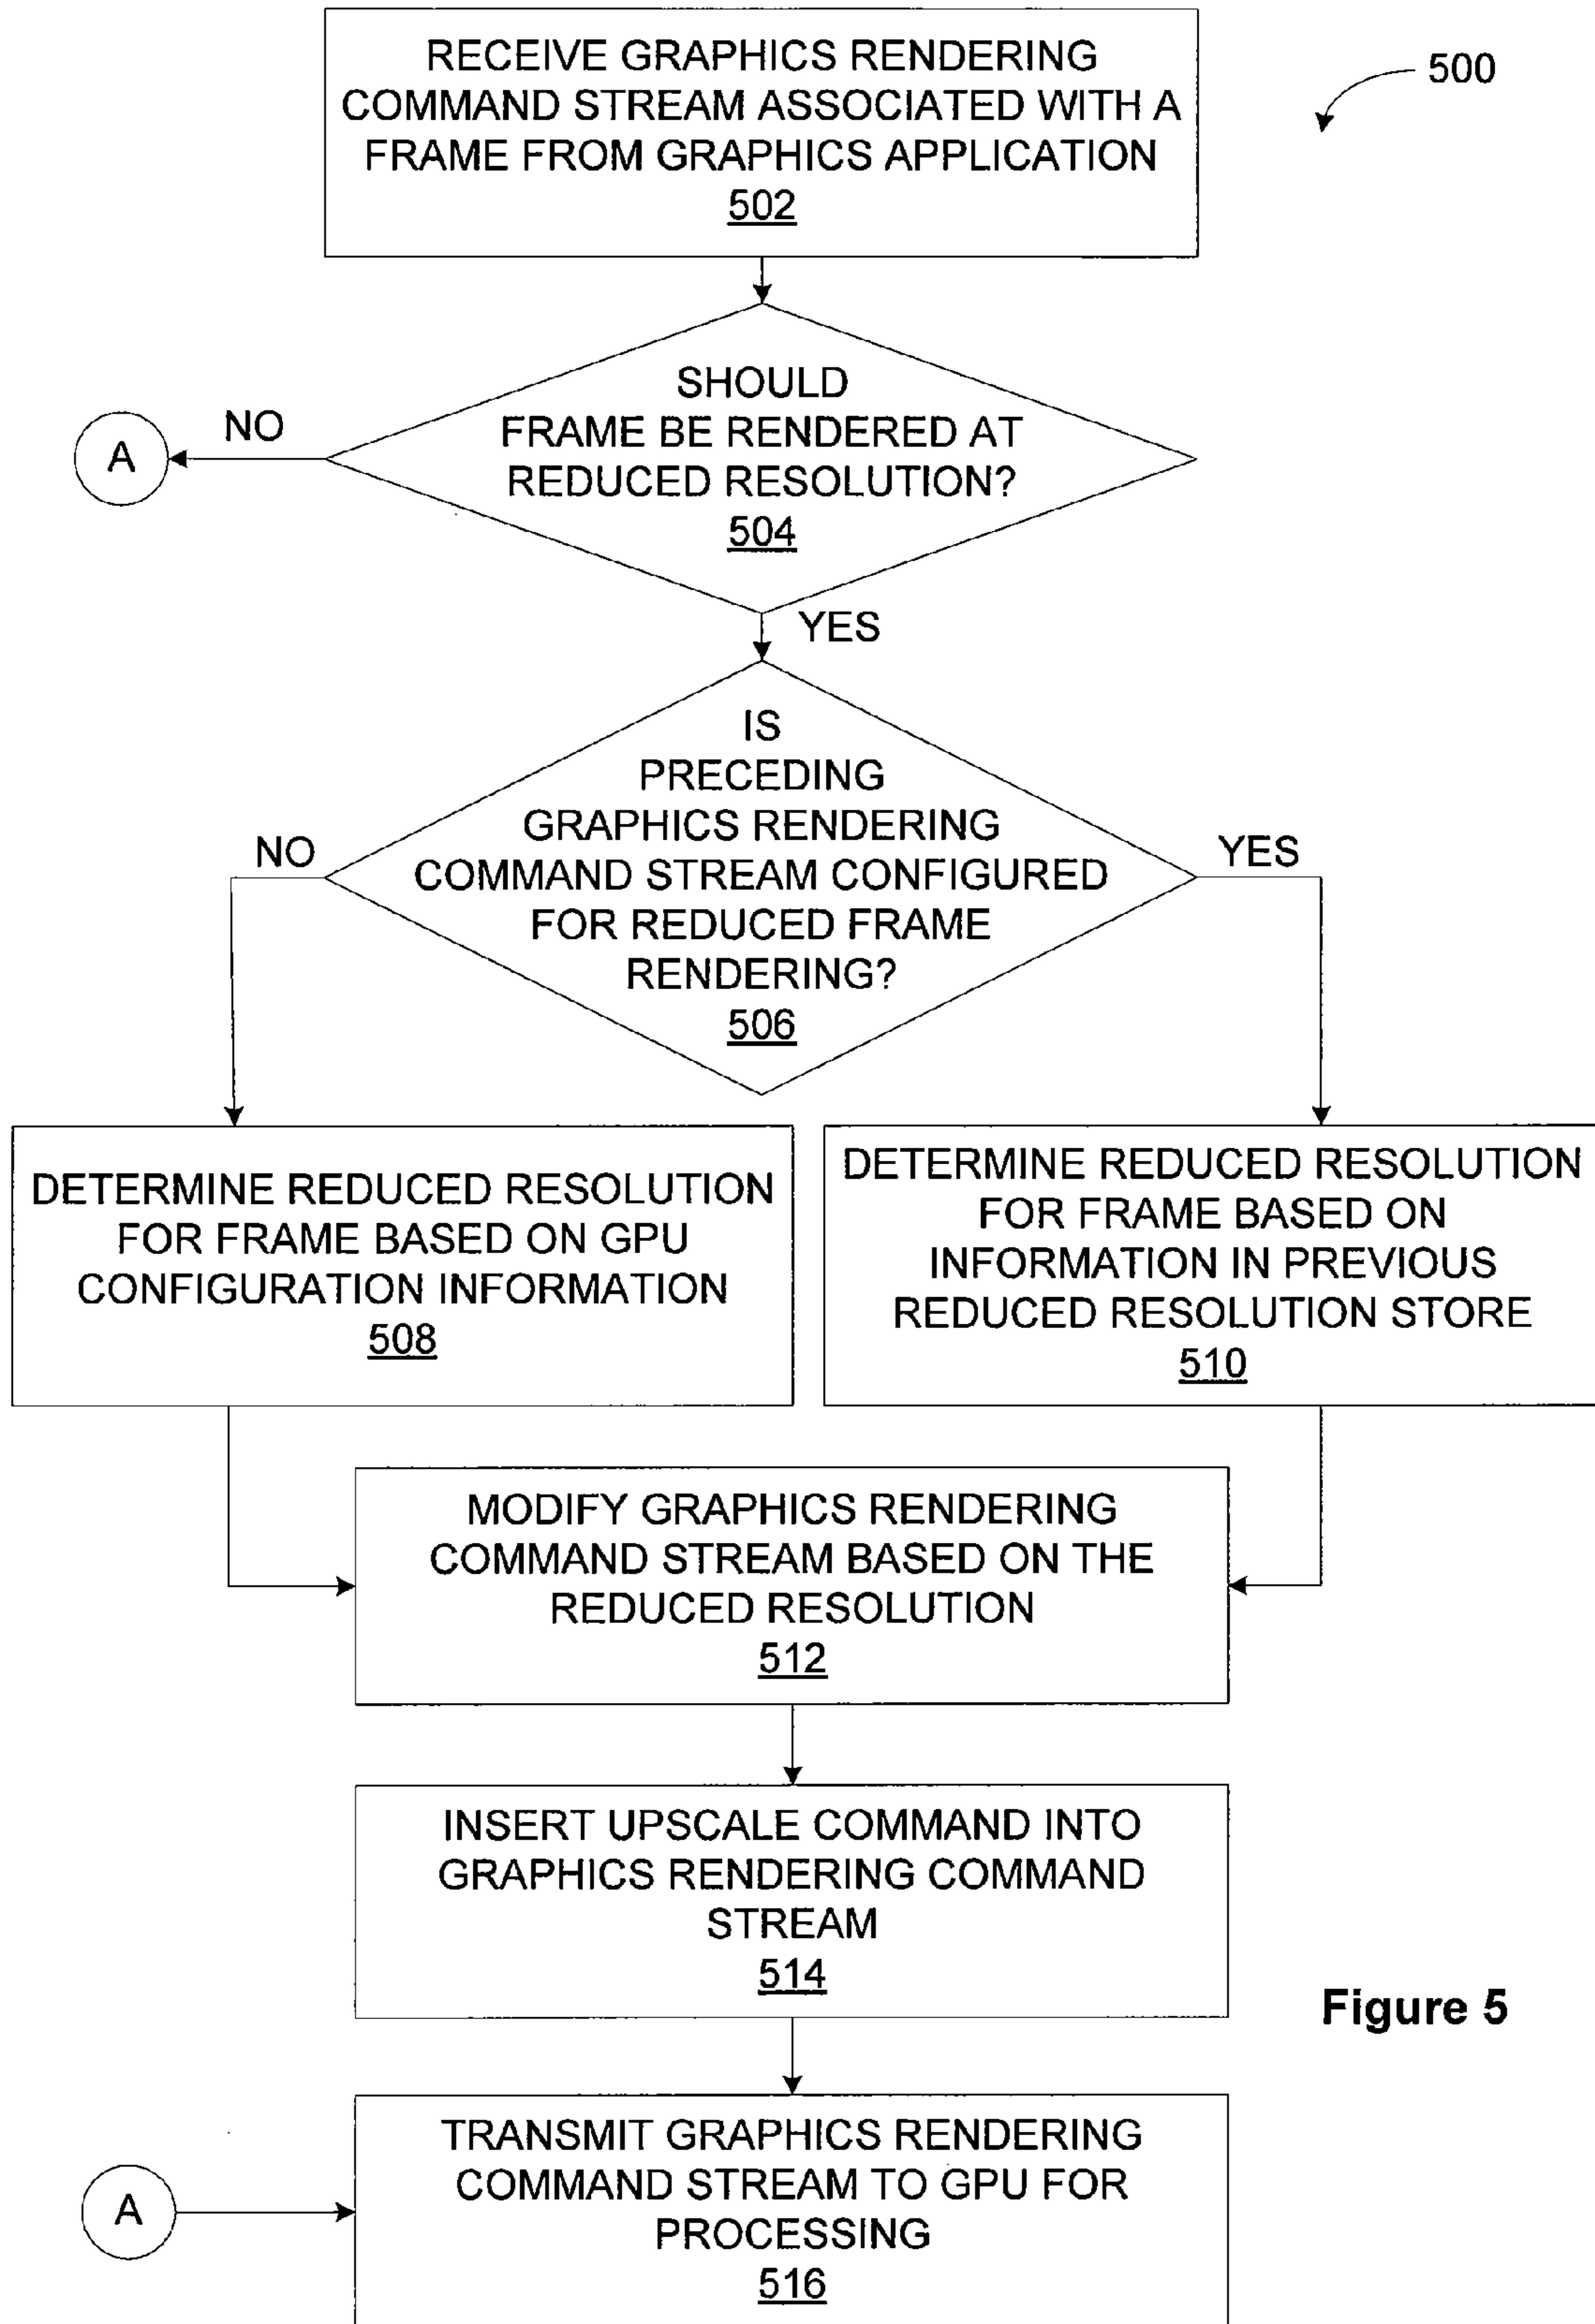 RECEIVE GRAPHICS RENDERING
COMMAND STREAM ASSOCIATED WITH A
FRAME FROM GRAPHICS APPLICATION
502
500
SHOULD
FRAME BE RENDERED AT
REDUCED RESOLUTION?
504
NO
A
YES
IS
PRECEDING
GRAPHICS RENDERING
COMMAND STREAM CONFIGURED
FOR REDUCED FRAME
RENDERING?
506
NO
YES
DETERMINE REDUCED RESOLUTION
FOR FRAME BASED ON GPU
CONFIGURATION INFORMATION
508
DETERMINE REDUCED RESOLUTION
FOR FRAME BASED ON
INFORMATION IN PREVIOUS
REDUCED RESOLUTION STORE
510
MODIFY GRAPHICS RENDERING
COMMAND STREAM BASED ON THE
REDUCED RESOLUTION
512
INSERT UPSCALE COMMAND INTO
GRAPHICS RENDERING COMMAND
STREAM
514
Figure 5
A
TRANSMIT GRAPHICS RENDERING
COMMAND STREAM TO GPU FOR
PROCESSING
516